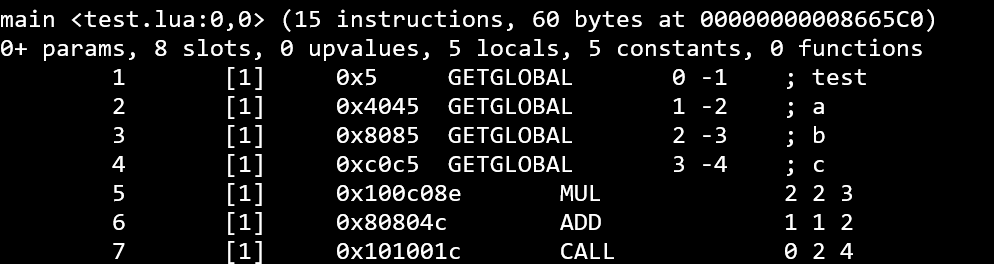 main <test.lua:0,0> (15 instructions, 60 bytes at 00000000008665C0)
0+ params, 8 slots, 0 upvalues, 5 locals, 5 constants, 0 functions
1 [1] 0x5 GETGLOBAL 0 -1 ; test
2 [1] 0x4045 GETGLOBAL 1 -2 ; a
3 [1] 0x8085 GETGLOBAL 2 -3 ; b
4 [1] 0xc0c5 GETGLOBAL 3 -4 ; c
5 [1] 0x100c08e MUL 2 2 3
6 [1] 0x80804c ADD 1 1 2
7 [1] 0x101001c CALL 0 2 4